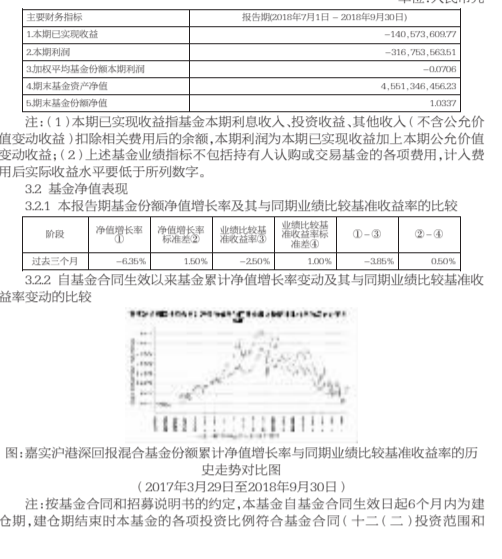 主要财务指标 报告期(2018年7月1日 - 2018年9月30日)
1.本期已实现收益 -140,573,609.77
2.本期利润 -316,753,563.51
3.加权平均基金份额本期利润 -0.0706
4.期末基金资产净值 4,551,346,456.23
5.期末基金份额净值 1.0337
注:(1)本期已实现收益指基金本期利息收入、投资收益、其他收入(不含公允价
值变动收益)扣除相关费用后的余额,本期利润为本期已实现收益加上本期公允价值
变动收益;(2)上述基金业绩指标不包括持有人认购或交易基金的各项费用,计入费
用后实际收益水平要低于所列数字。
3.2 基金净值表现
3.2.1 本报告期基金份额净值增长率及其与同期业绩比较基准收益率的比较
阶段 净值增长率① 净值增长率标准差② 业绩比较基准收益率③ 业绩比较基准收益率标准差④ ①-③ ②-④
过去三个月 -6.35% 1.50% -2.50% 1.00% -3.85% 0.50%
3.2.2 自基金合同生效以来基金累计净值增长率变动及其与同期业绩比较基准收
益率变动的比较
图:嘉实沪港深回报混合基金份额累计净值增长率与同期业绩比较基准收益率的历
史走势对比图
(2017年3月29日至2018年9月30日)
注:按基金合同和招募说明书的约定,本基金自基金合同生效日起6个月内为建
仓期,建仓期结束时本基金的各项投资比例符合基金合同(十二(二)投资范围和